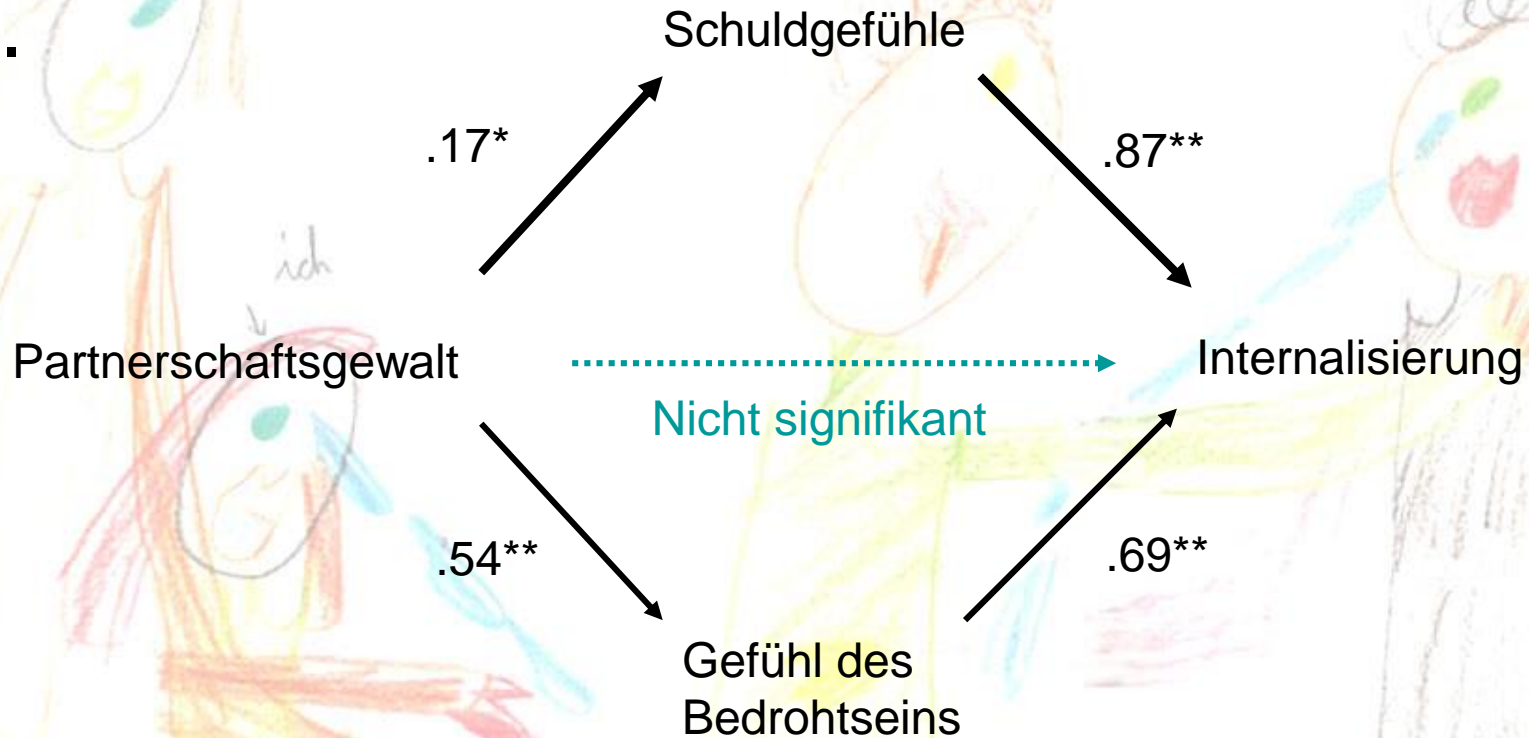 .
Schuldgefühle
.17*
.87**
ich
Partnerschaftsgewalt
Internalisierung
Nicht signifikant
.54**
.69**
Gefühl des
Bedrohtseins